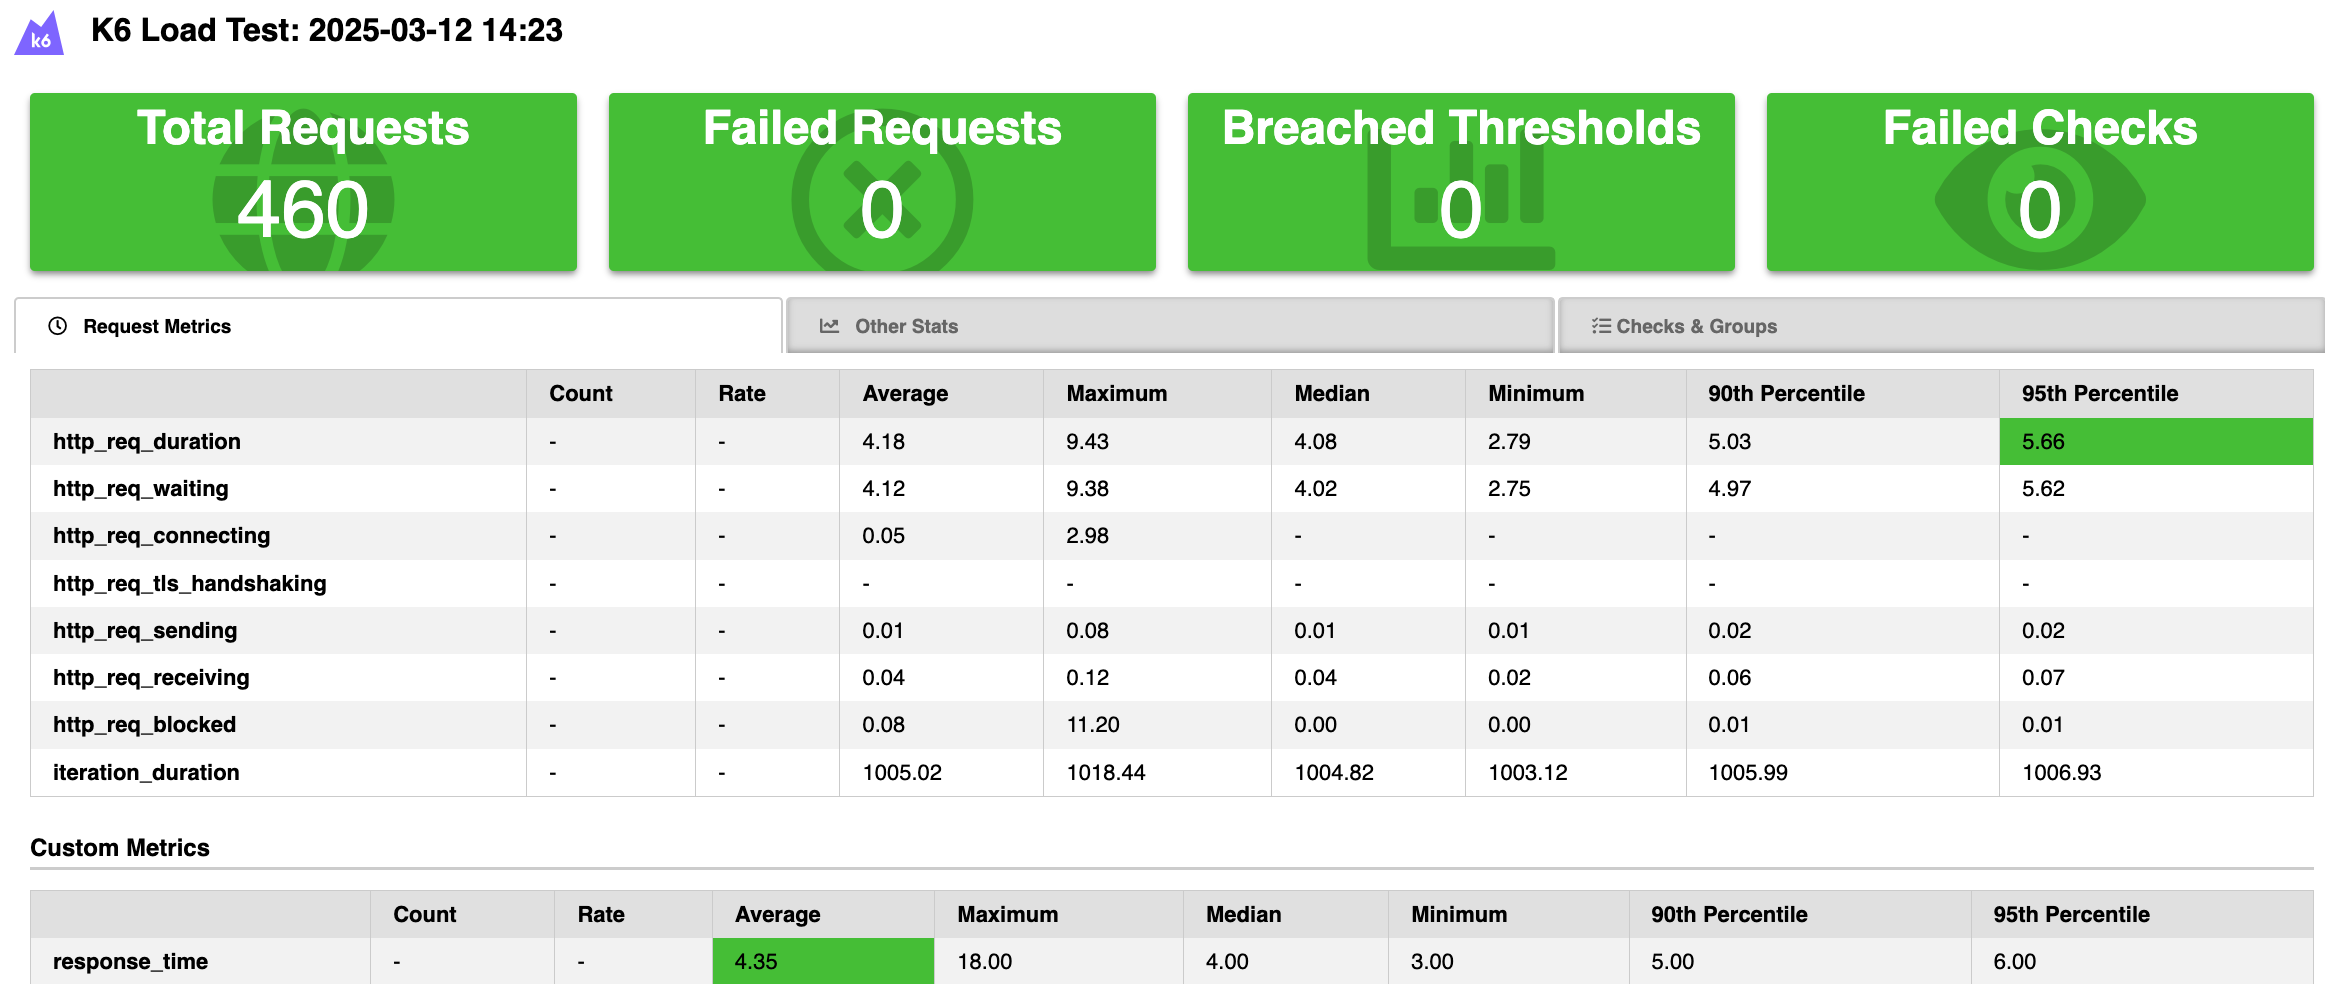 k6
K6 Load Test: 2025-03-12 14:23
Total Requests
460
Failed Requests
0
Breached Thresholds
0
Failed Checks
0
Request Metrics
Other Stats
Checks & Groups
Count Rate Average Maximum Median Minimum 90th Percentile 95th Percentile
http_req_duration - - 4.18 9.43 4.08 2.79 5.03 5.66
http_req_waiting - - 4.12 9.38 4.02 2.75 4.97 5.62
http_req_connecting - - 0.05 2.98 - - - -
http_req_tls_handshaking - - - - - - - -
http_req_sending - - 0.01 0.08 0.01 0.01 0.02 0.02
http_req_receiving - - 0.04 0.12 0.04 0.02 0.06 0.07
http_req_blocked - - 0.08 11.20 0.00 0.00 0.01 0.01
iteration_duration - - 1005.02 1018.44 1004.82 1003.12 1005.99 1006.93
Custom Metrics
Count Rate Average Maximum Median Minimum 90th Percentile 95th Percentile
response_time - - 4.35 18.00 4.00 3.00 5.00 6.00